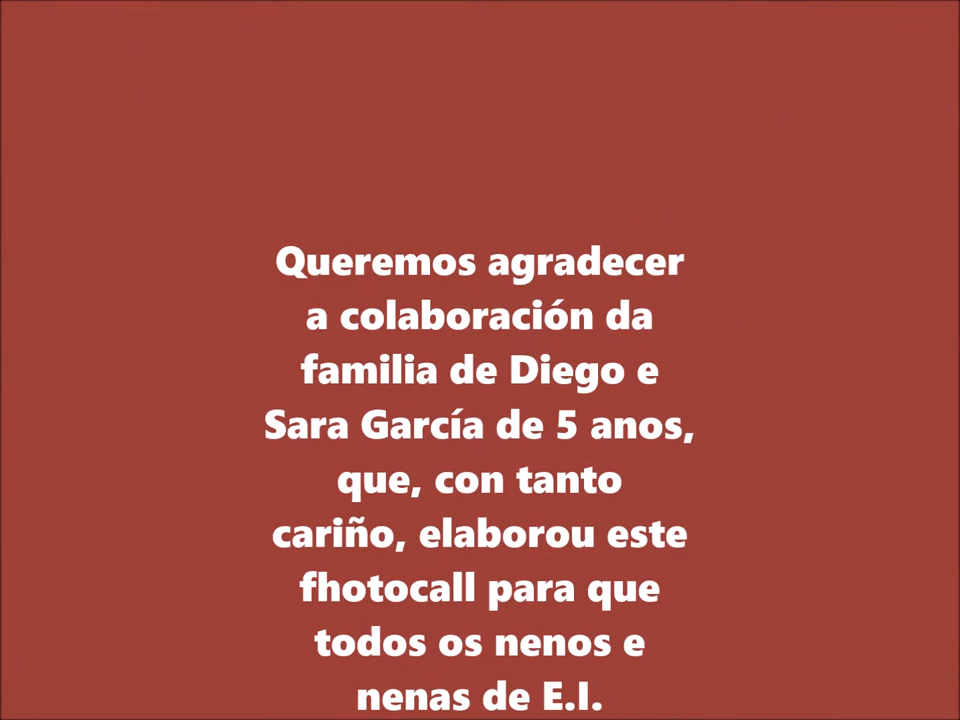 Queremos agradecer
a colaboración da
familia de Diego e
Sara García de 5 anos,
que, con tanto
cariño, elaborou este
fhotocall para que
todos os nenos e
nenas de E.I.